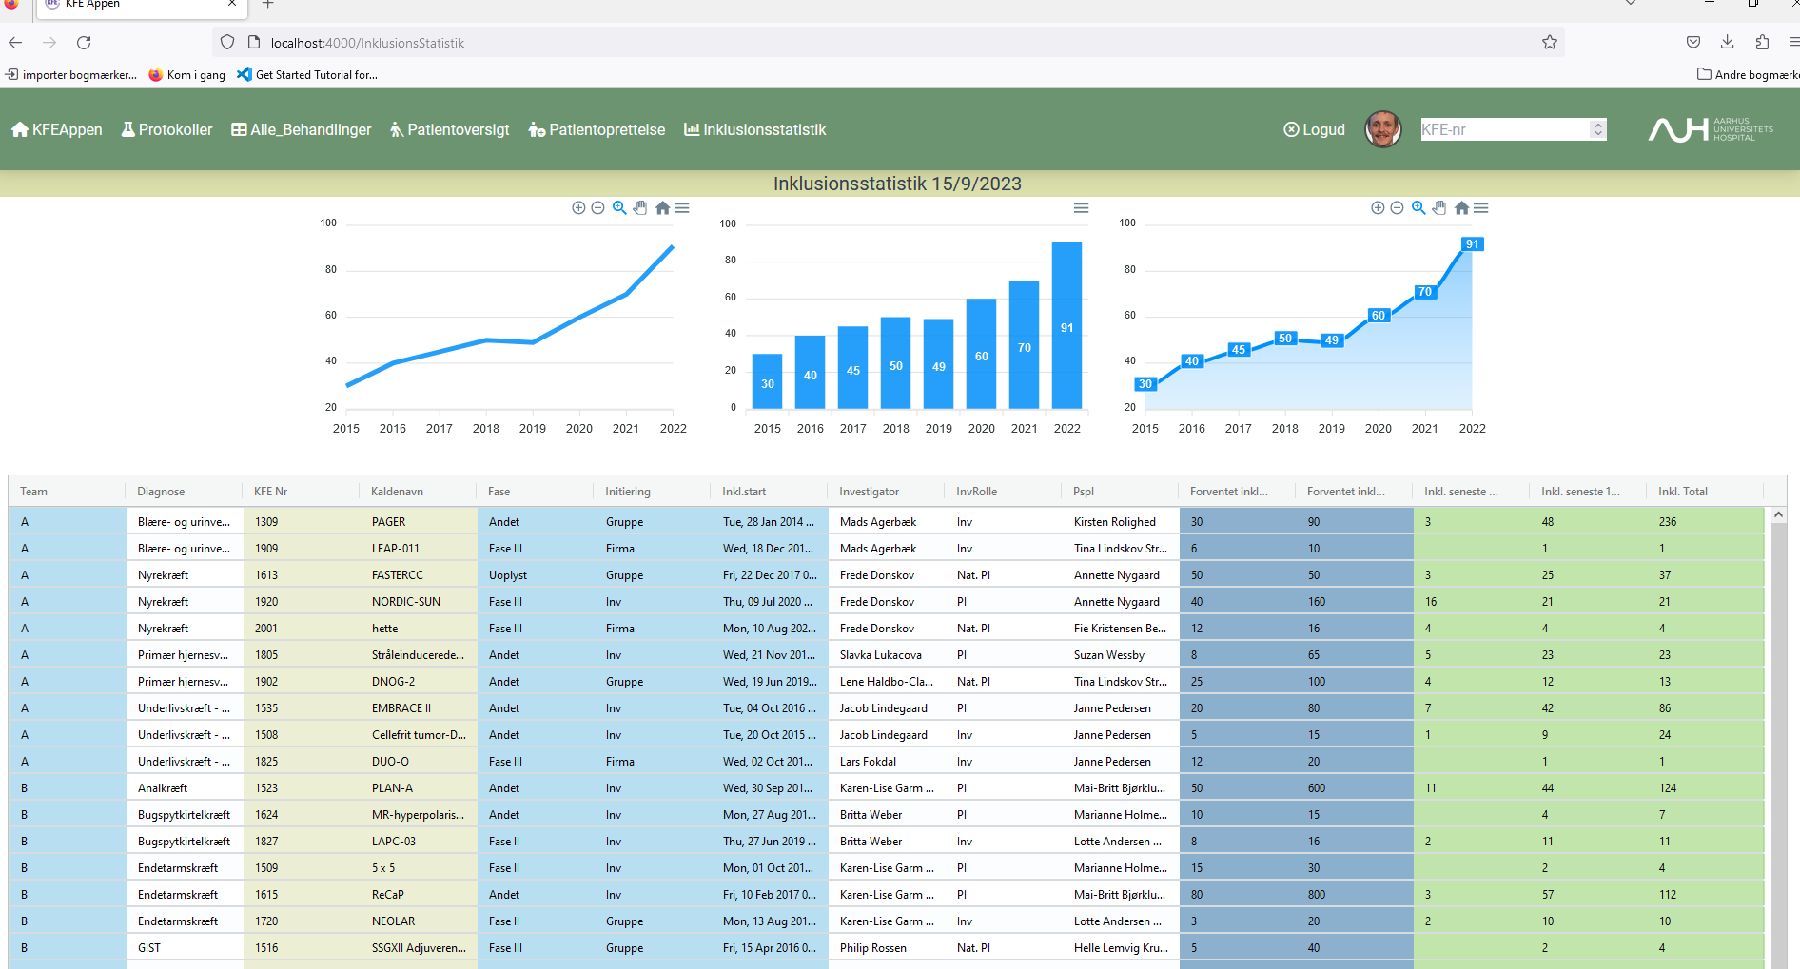 KFE Appen
localhost:4000/InklusionsStatistik
importer bogmærker...  Kom i gang  Get Started Tutorial for...  Andre bogmærke
KFEAppen  Protokoller  Alle_Behandlinger  Patientoversigt  Patientoprettelse  Inklusionsstatistik  Logud  KFE-nr
AARHUS
UNIVERSITETS
HOSPITAL
Inklusionsstatistik 15/9/2023
100
80
60
40
20
2015 2016 2017 2018 2019 2020 2021 2022
100
80
60
40
20
0
30 40 45 50 49 60 70 91
2015 2016 2017 2018 2019 2020 2021 2022
100
80
60
40
20
30 40 45 50 49 60 70 91
2015 2016 2017 2018 2019 2020 2021 2022
Team  Diagnose  KFE Nr  Kaldenavn  Fase  Initiering  Inkl.start  Investigator  InvRolle  Pspl  Forventet inkl...  Forventet inkl...  Inkl. seneste ...  Inkl. seneste 1...  Inkl. Total
A  Blære- og urinve...  1309  PAGER  Andet  Gruppe  Tue, 28 Jan 2014 ...  Mads Agerbæk  Inv  Kirsten Rolighed  30  90  3  48  236
A  Blære- og urinve...  1909  LEAP-011  Fase III  Firma  Wed, 18 Dec 201...  Mads Agerbæk  Inv  Tina Lindskov Str...  6  10  1  1
A  Nyrekræft  1613  FASTERCC  Uoplyst  Gruppe  Fri, 22 Dec 2017 0...  Frede Donskov  Nat. PI  Annette Nygaard  50  50  3  25  37
A  Nyrekræft  1920  NORDIC-SUN  Fase III  Inv  Thu, 09 Jul 2020 ...  Frede Donskov  PI  Annette Nygaard  40  160  16  21  21
A  Nyrekræft  2001  hette  Fase III  Firma  Mon, 10 Aug 202...  Frede Donskov  Nat. PI  Fie Kristensen Be...  12  16  4  4  4
A  Primær hjernesv...  1805  Stråleinducerede...  Andet  Inv  Wed, 21 Nov 201...  Slavka Lukacova  PI  Suzan Wessby  8  65  5  23  23
A  Primær hjernesv...  1902  DNOG-2  Andet  Gruppe  Wed, 19 Jun 2019...  Lene Haldbo-Cla...  Nat. PI  Tina Lindskov Str...  25  100  4  12  13
A  Underlivskræft - ...  1535  EMBRACE II  Andet  Inv  Tue, 04 Oct 2016 ...  Jacob Lindegaard  PI  Janne Pedersen  20  80  7  42  86
A  Underlivskræft - ...  1508  Cellefrit tumor-D...  Andet  Inv  Tue, 20 Oct 2015 ...  Jacob Lindegaard  Inv  Janne Pedersen  5  15  1  9  24
A  Underlivskræft - ...  1825  DUO-O  Fase III  Firma  Wed, 02 Oct 201...  Lars Fokdal  Inv  Janne Pedersen  12  20  1  1
B  Analkræft  1523  PLAN-A  Andet  Inv  Wed, 30 Sep 201...  Karen-Lise Garm ...  PI  Mai-Britt Bjørklu...  50  600  11  44  124
B  Bugspytkirtelkræft  1624  MR-hyperpolaris...  Andet  Inv  Mon, 27 Aug 201...  Britta Weber  PI  Marianne Holme...  10  15  4  7
B  Bugspytkirtelkræft  1827  LAPC-03  Inv  Thu, 27 Jun 2019 ...  Britta Weber  Inv  Lotte Andersen ...  8  16  2  11  11
B  Endetarmskræft  1509  5 x 5  Inv  Mon, 01 Oct 201...  Karen-Lise Garm ...  PI  Marianne Holme...  15  30  2  4
B  Endetarmskræft  1615  ReCaP  Andet  Inv  Fri, 10 Feb 2017 0...  Karen-Lise Garm ...  PI  Mai-Britt Bjørklu...  80  800  3  57  112
B  Endetarmskræft  1720  NEOLAR  Gruppe  Mon, 13 Aug 201...  Karen-Lise Garm ...  Inv  Lotte Andersen ...  3  20  2  10  10
B  GIST  1516  SSGXII Adjuveren...  Fase III  Gruppe  Fri, 15 Apr 2016 0...  Philip Rossen  Nat. PI  Helle Lemvig Kru...  5  40  2  4